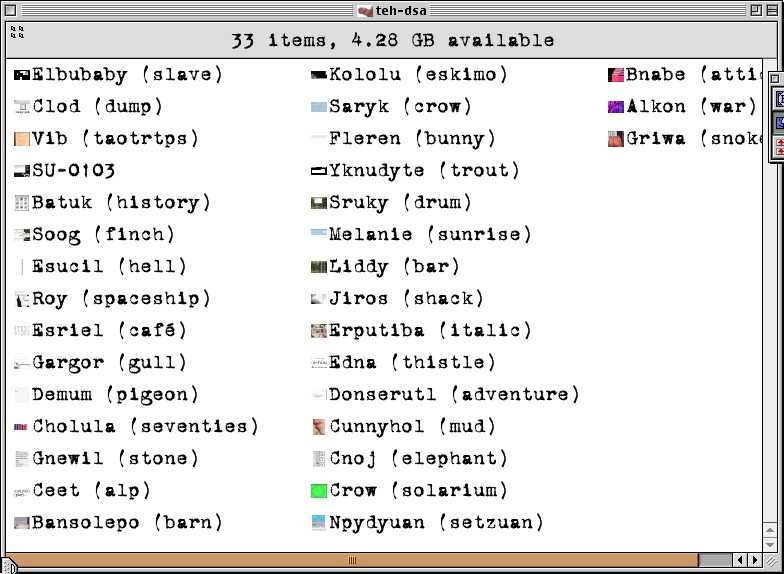 teh-dsa
33 items, 4.28 GB available
Elbubaby (slave)
Clod (dump)
Vib (taotrtps)
SU-0103
Batuk (history)
Soog (finch)
Esucil (hell)
Roy (spaceship)
Esriel (café)
Gargor (gull)
Demum (pigeon)
Cholula (seventies)
Gnewil (stone)
Ceet (alp)
Bansolepo (barn)
Kololu (eskimo)
Saryk (crow)
Fleren (bunny)
Yknudyte (trout)
Sruky (drum)
Melanie (sunrise)
Liddy (bar)
Jiros (shack)
Erputiba (italic)
Edna (thistle)
Donserutl (adventure)
Cunnyhol (mud)
Cnoj (elephant)
Crow (solarium)
Npydyuan (setzuan)
Bnabe (attic
Alkon (war)
Griwa (snoke